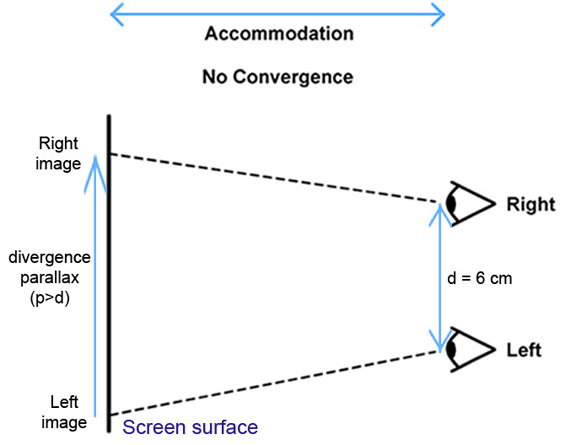 Accommodation
No Convergence
Right
image
Right
divergence
parallax
(p>d)
d = 6 cm
Left
Left
image
Screen surface